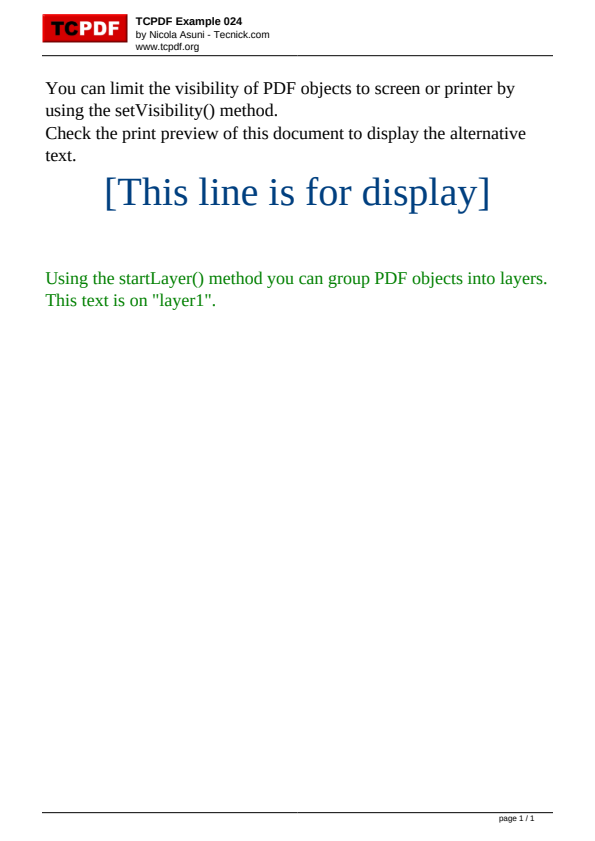 TCPDF
TCPDF Example 024
by Nicola Asuni - Tecnick.com
www.tcpdf.org
You can limit the visibility of PDF objects to screen or printer by
using the setVisibility() method.
Check the print preview of this document to display the alternative
text.
[This line is for display]
Using the startLayer() method you can group PDF objects into layers.
This text is on "layer1".
page 1 / 1